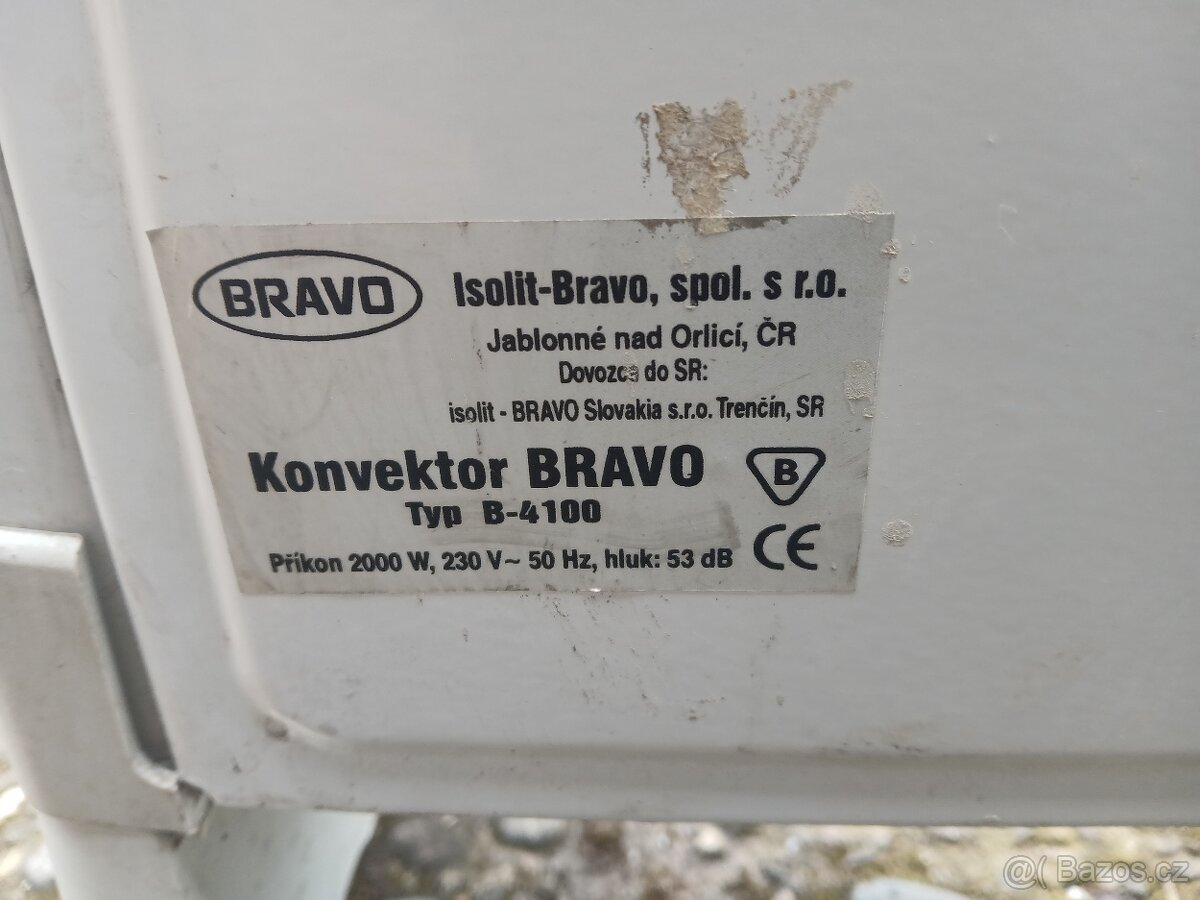 BRAVO
Isolit-Bravo, spol. s r.o.
Jablonné nad Orlicí, ČR
Dovozce do SR:
isolit - BRAVO Slovakia s.r.o. Trenčín, SR
Konvektor BRAVO
B
Typ B-4100
CE
Příkon 2000 W, 230 V~ 50 Hz, hluk: 53 dB
@( Bazos.cz